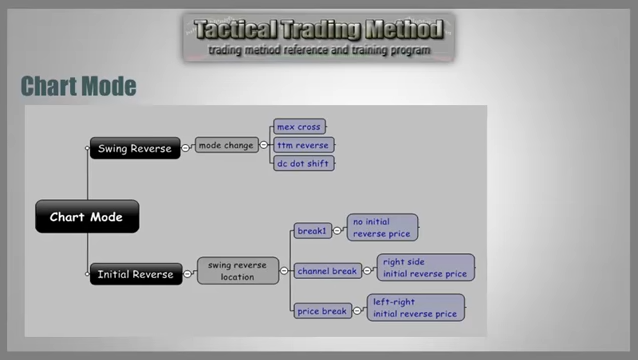 Tactical Trading Method
trading method reference and training program
Chart Mode
Swing Reverse
mode change
mex cross
ttm reverse
dc dot shift
Chart Mode
Initial Reverse
swing reverse
location
break1
no initial
reverse price
channel break
right side
initial reverse price
price break
left-right
initial reverse price